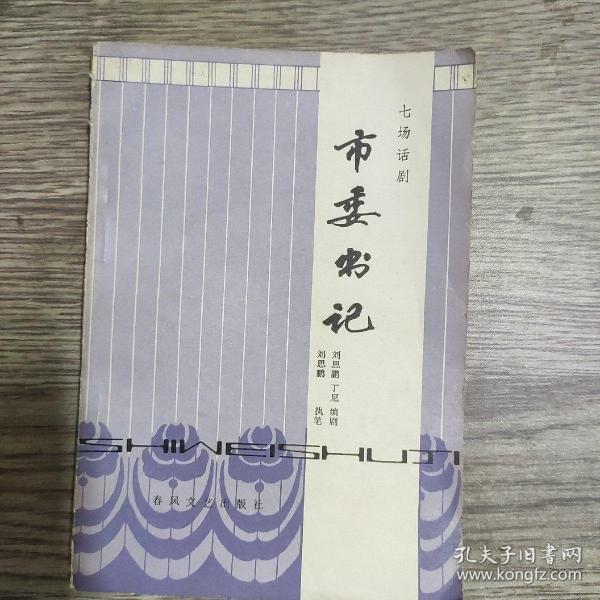 七场话剧
市委书记
刘思鹏 丁尼 编剧
刘思鹏 执笔
SHIWEISHUJI
春风文艺出版社
孔夫子旧書网
www.kongfz.com